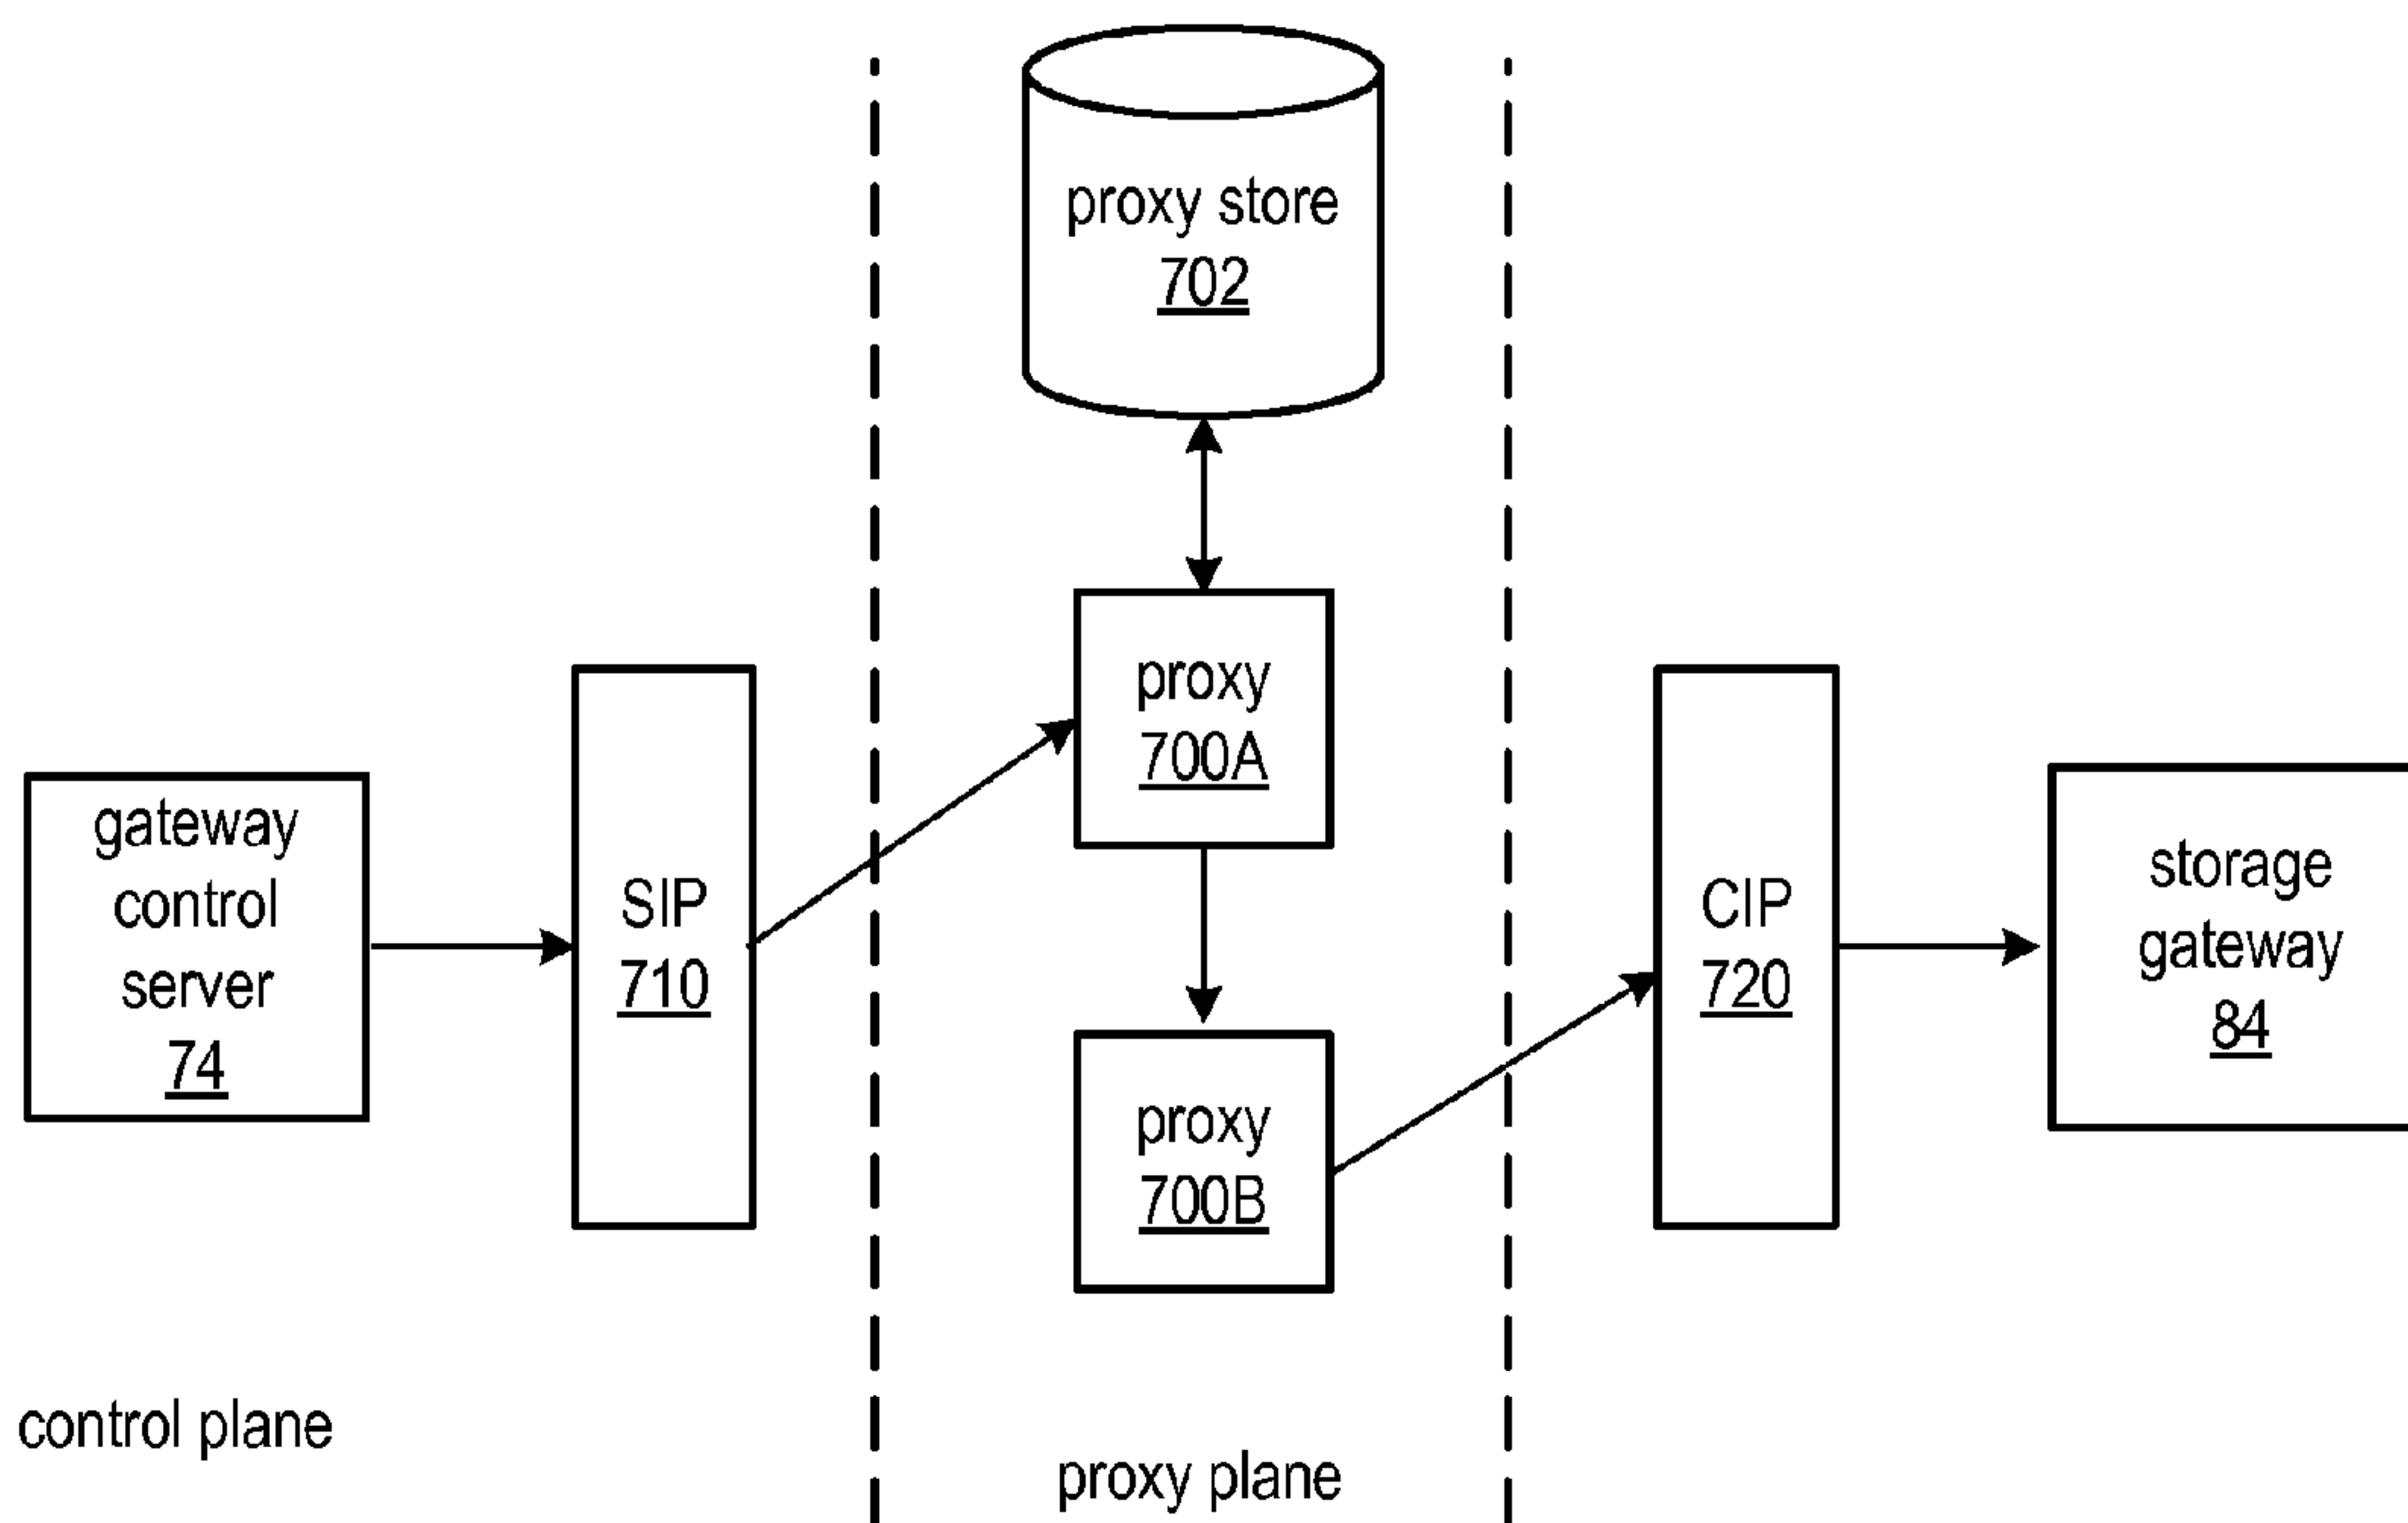 proxy store
702
proxy
700A
gateway
control
server
74
SIP
710
CIP
720
storage
gateway
84
proxy
700B
control plane
proxy plane